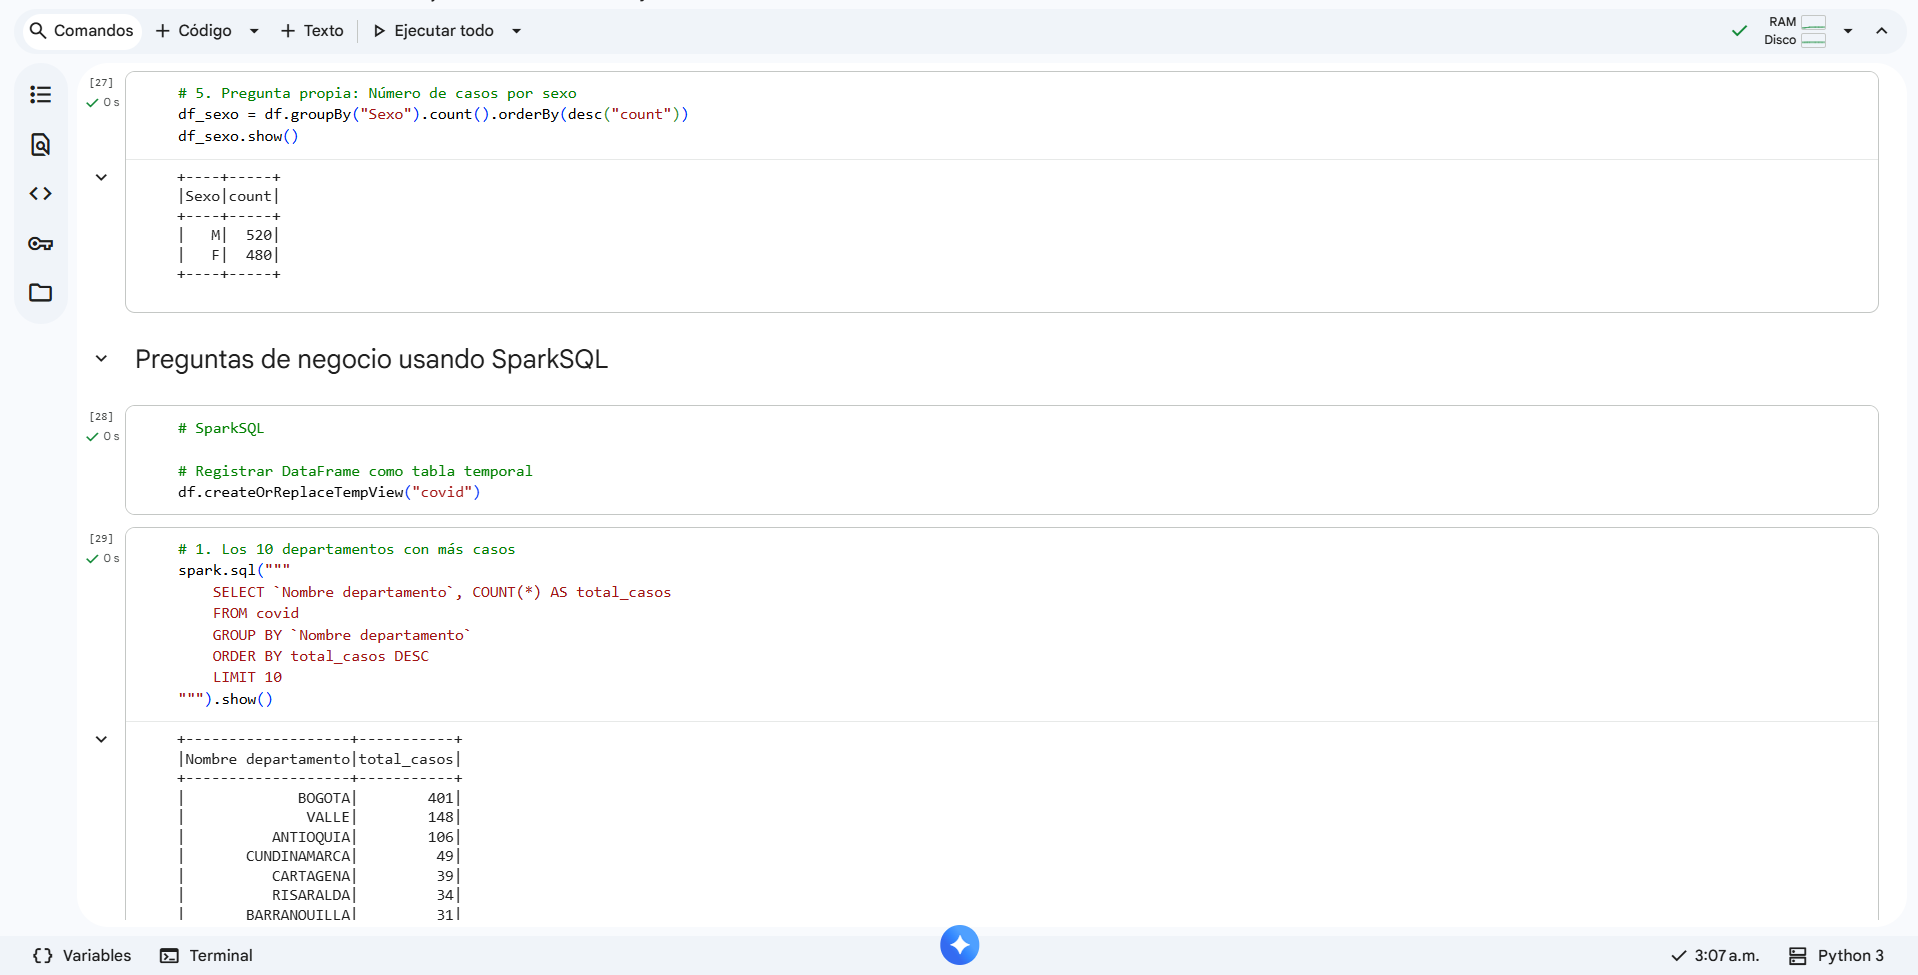 Comandos + Código + Texto Ejecutar todo RAM
Disco
[27]
0 s
# 5. Pregunta propia: Número de casos por sexo
df_sexo = df.groupBy("Sexo").count().orderBy(desc("count"))
df_sexo.show()
+----+-----+
|Sexo|count|
+----+-----+
|   M|  520|
|   F|  480|
+----+-----+
Preguntas de negocio usando SparkSQL
[28]
0 s
# SparkSQL
# Registrar DataFrame como tabla temporal
df.createOrReplaceTempView("covid")
[29]
0 s
# 1. Los 10 departamentos con más casos
spark.sql("""
    SELECT `Nombre departamento`, COUNT(*) AS total_casos
    FROM covid
    GROUP BY `Nombre departamento`
    ORDER BY total_casos DESC
    LIMIT 10
""").show()
+-------------------+-----------+
|Nombre departamento|total_casos|
+-------------------+-----------+
|             BOGOTA|        401|
|              VALLE|        148|
|          ANTIOQUIA|        106|
|       CUNDINAMARCA|         49|
|          CARTAGENA|         39|
|          RISARALDA|         34|
|       BARRANQUILLA|         31|
Variables Terminal 3:07 a.m. Python 3